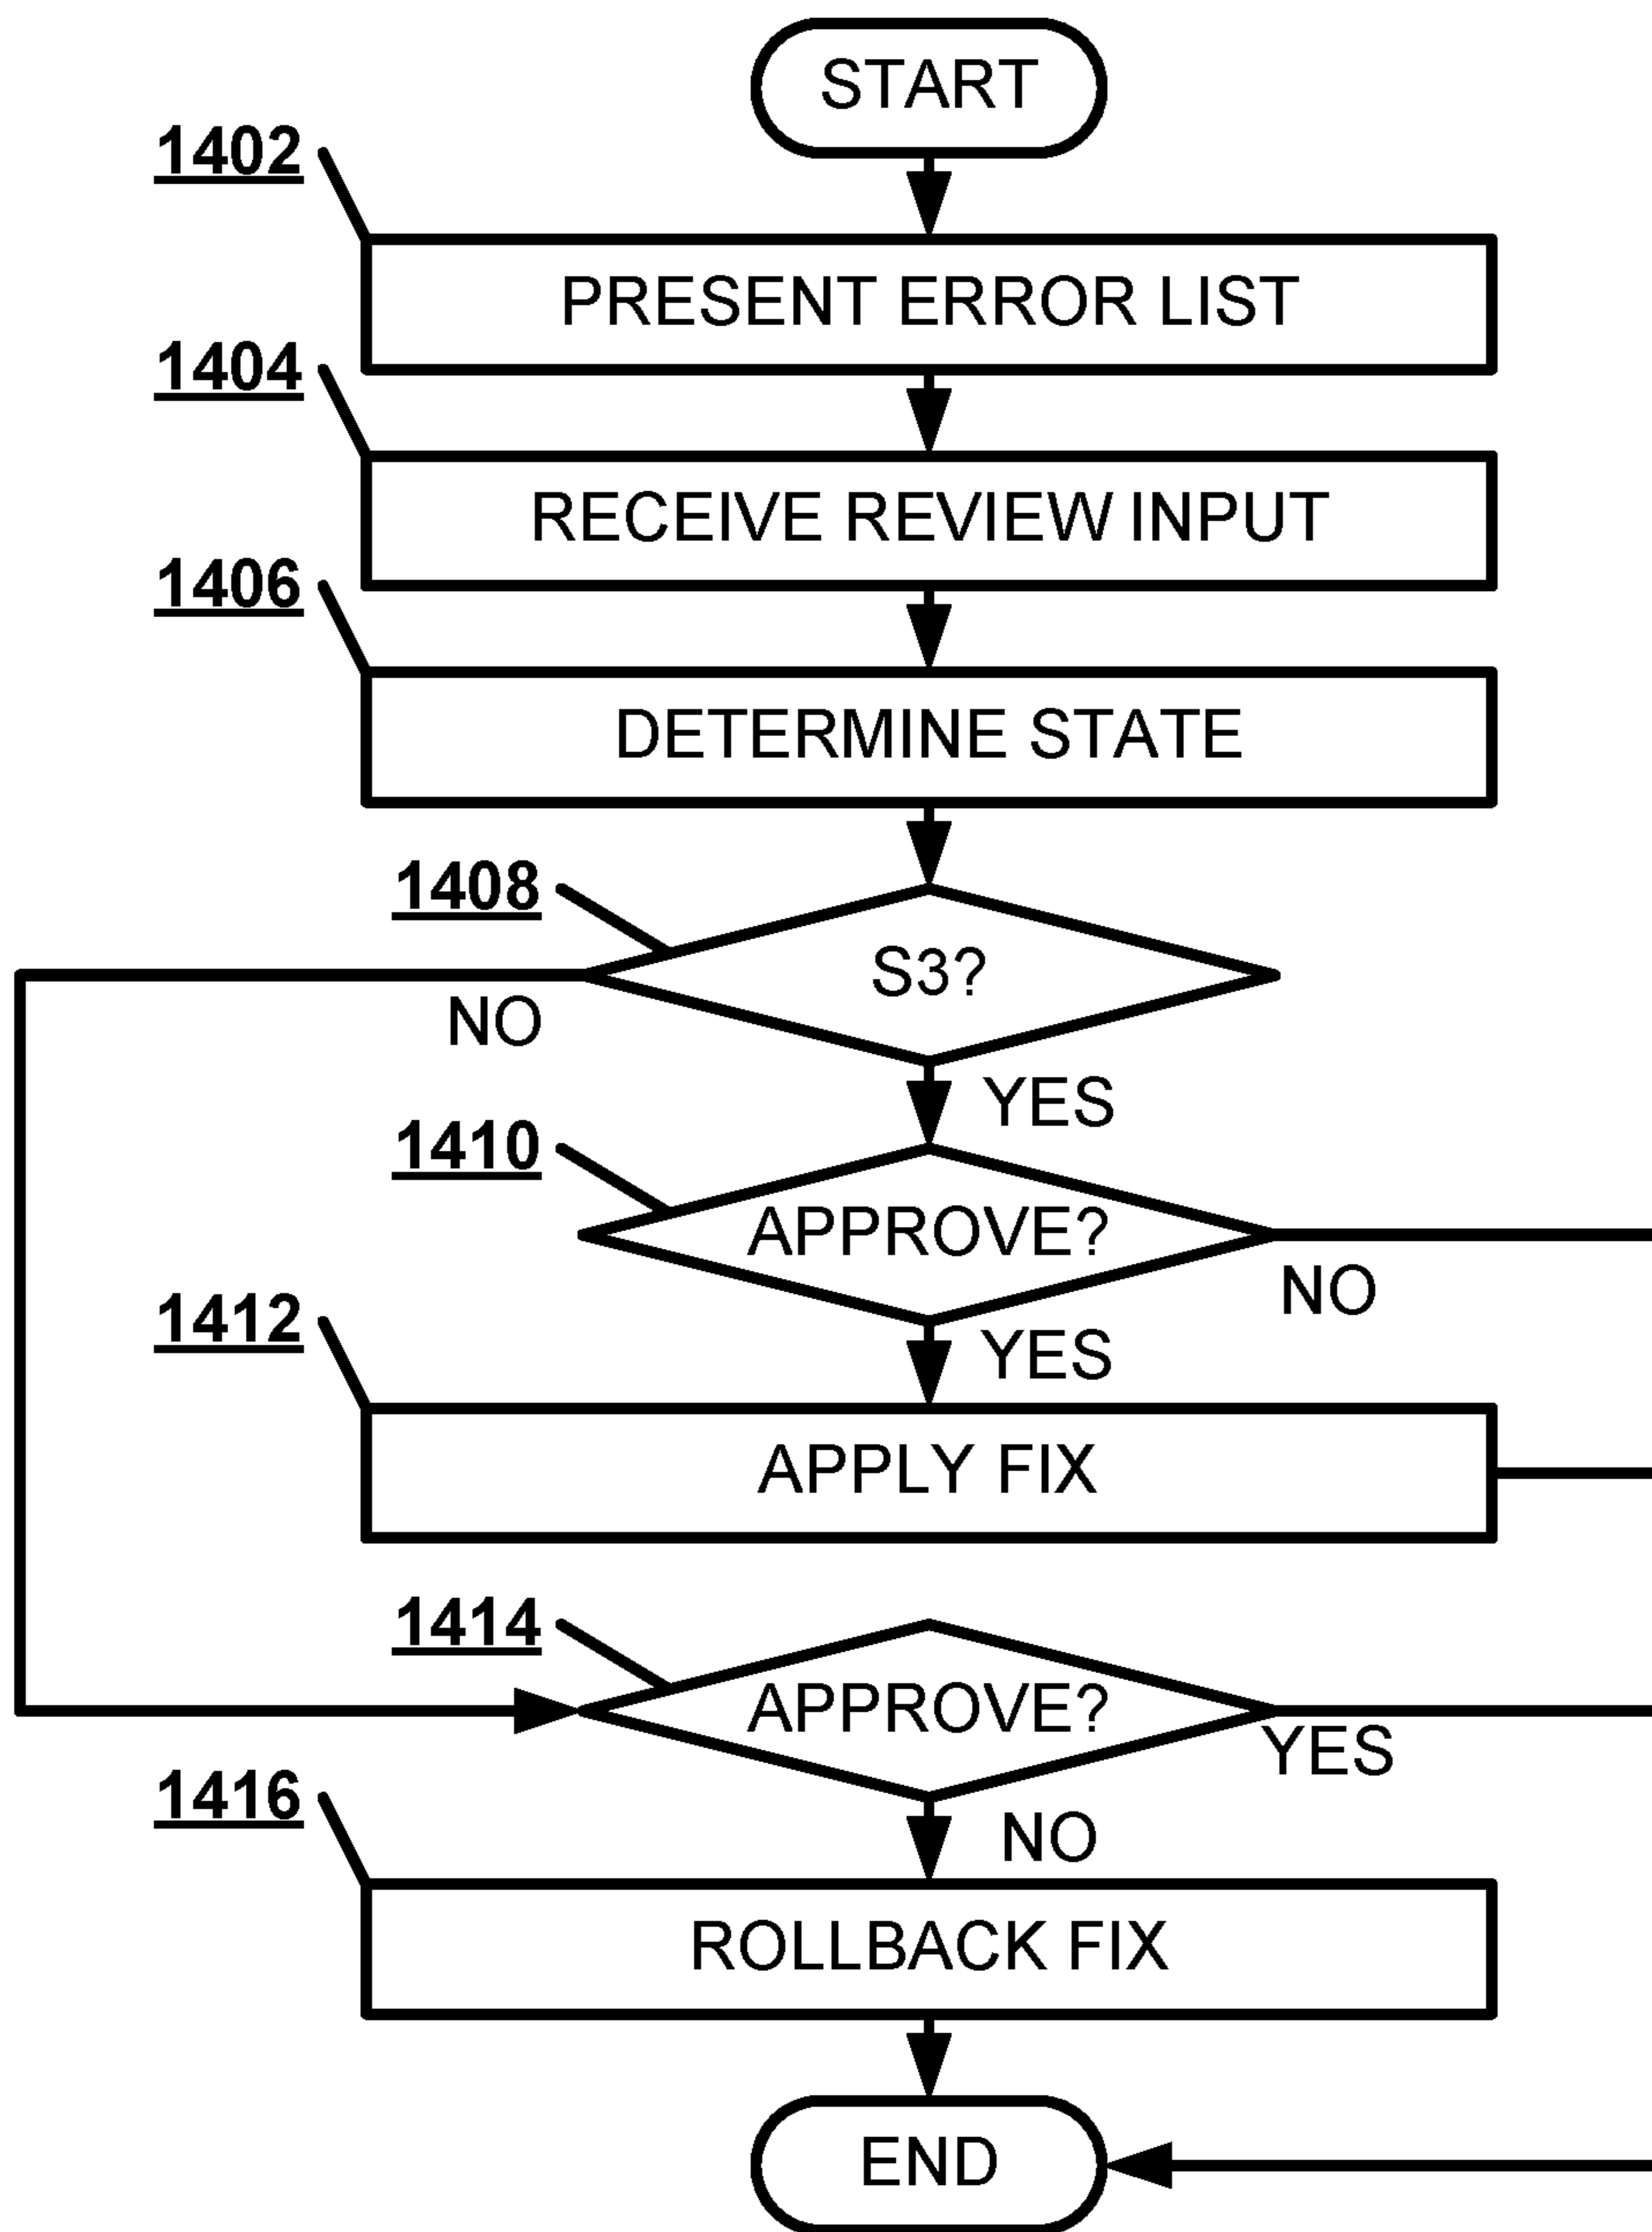 START
1402
PRESENT ERROR LIST
1404
RECEIVE REVIEW INPUT
1406
DETERMINE STATE
1408
S3?
NO
YES
1410
APPROVE?
NO
YES
1412
APPLY FIX
1414
APPROVE?
YES
NO
1416
ROLLBACK FIX
END